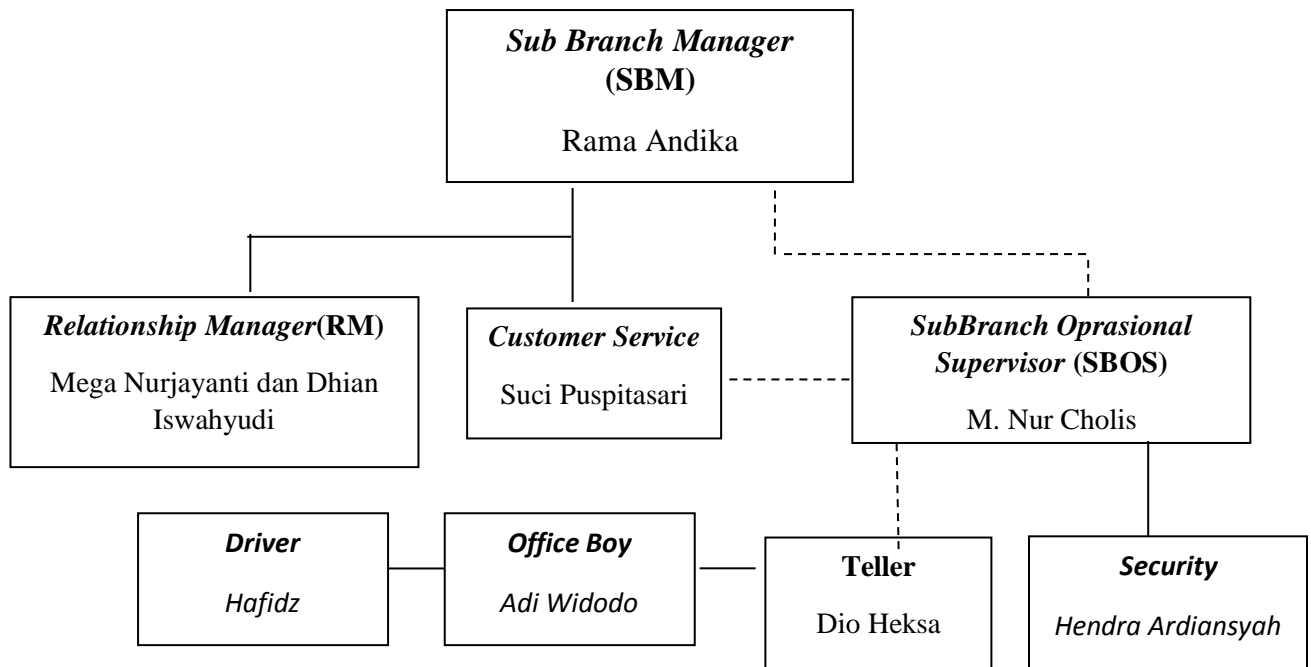 Sub Branch Manager
(SBM)
Rama Andika
Relationship Manager(RM)
Mega Nurjayanti dan Dhian
Iswahyudi
Customer Service
Suci Puspitasari
SubBranch Oprasional
Supervisor (SBOS)
M. Nur Cholis
Driver
Hafidz
Office Boy
Adi Widodo
Teller
Dio Heksa
Security
Hendra Ardiansyah